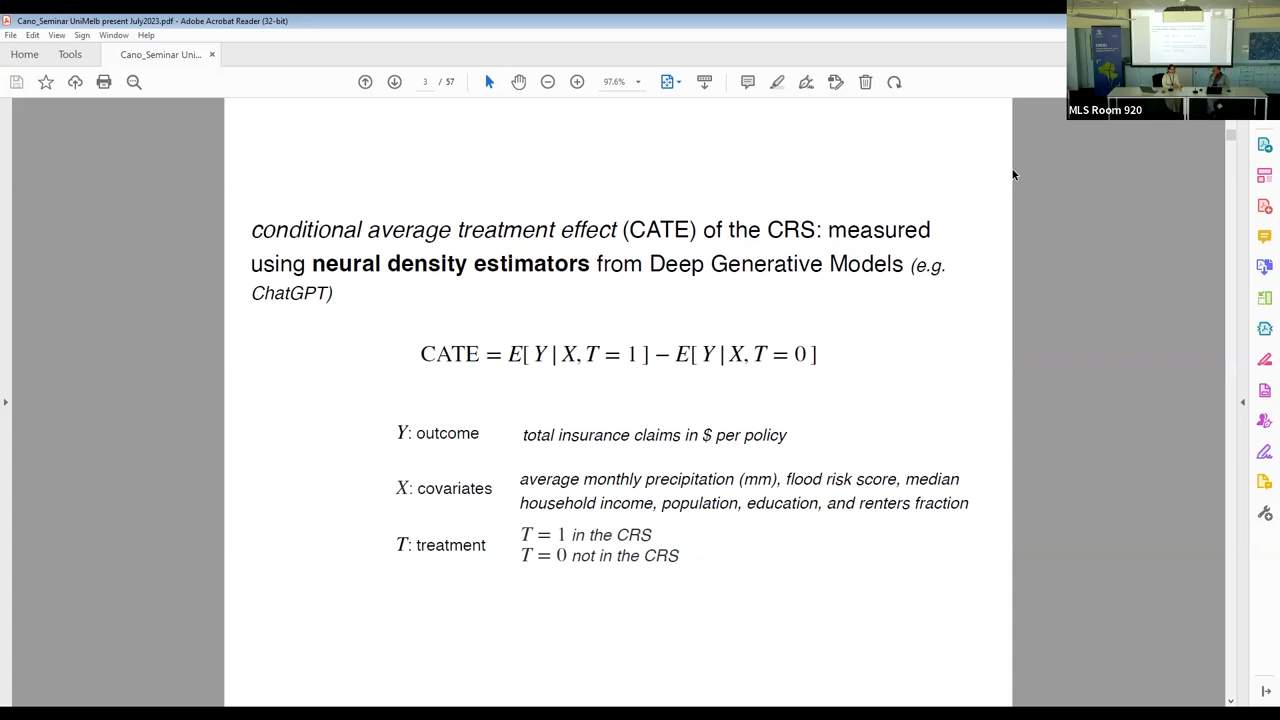 Cano_Seminar UniMelb present July2023.pdf - Adobe Acrobat Reader (32-bit)
File Edit View Sign Window Help
Home Tools Cano_Seminar Uni... ×
3 / 57 97.6%
MLS Room 920
conditional average treatment effect (CATE) of the CRS: measured
using neural density estimators from Deep Generative Models (e.g.
ChatGPT)
CATE = E[ Y | X, T = 1 ] − E[ Y | X, T = 0 ]
Y: outcome total insurance claims in $ per policy
X: covariates average monthly precipitation (mm), flood risk score, median
household income, population, education, and renters fraction
T: treatment T = 1 in the CRS
T = 0 not in the CRS